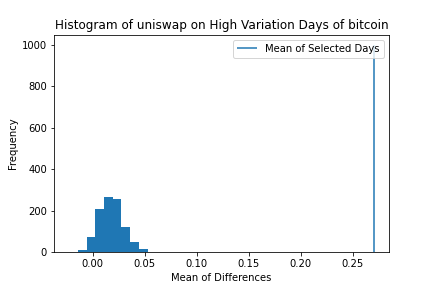 Histogram of uniswap on High Variation Days of bitcoin
Mean of Selected Days
1000
800
600
400
200
0
Frequency
0.00 0.05 0.10 0.15 0.20 0.25
Mean of Differences